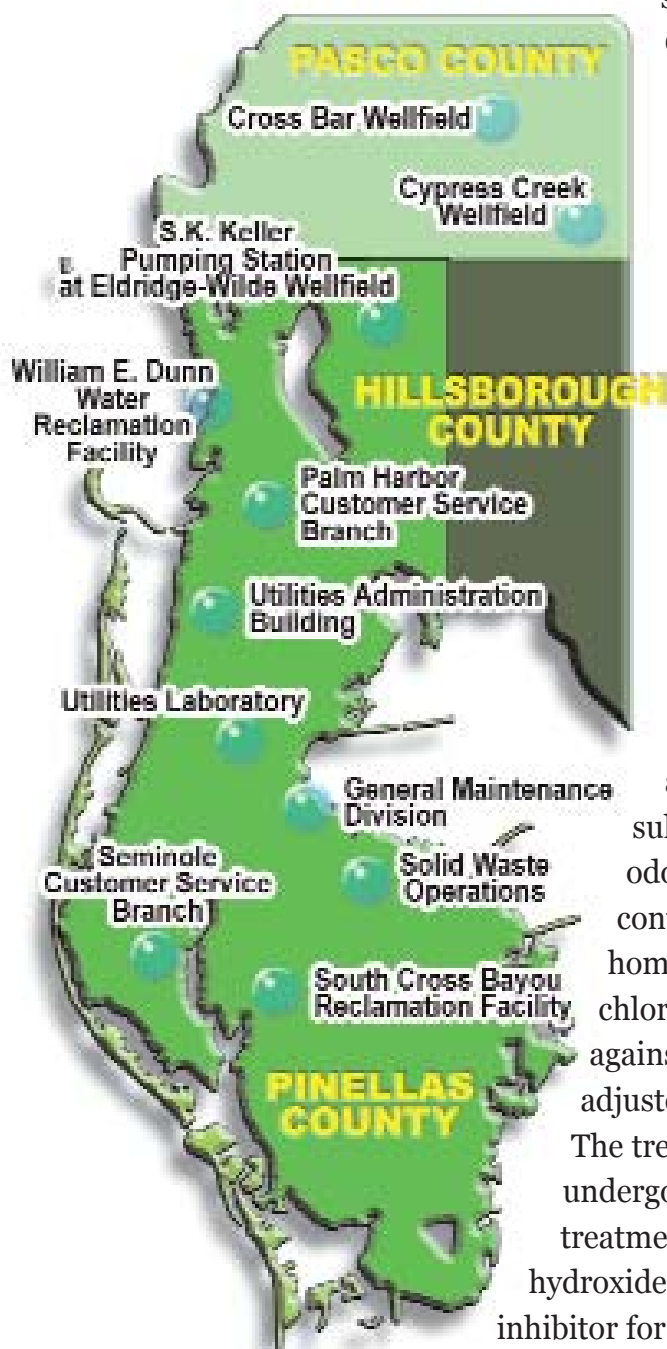 PASCO COUNTY
Cross Bar Wellfield
Cypress Creek
Wellfield
S.K. Keller
Pumping Station
at Eldridge-Wilde Wellfield
William E. Dunn
Water
Reclamation
Facility
HILLSBOROUGH
COUNTY
Palm Harbor
Customer Service
Branch
Utilities Administration
Building
Utilities Laboratory
General Maintenance
Division
Seminole
Customer Service
Branch
Solid Waste
Operations
South Cross Bayou
Reclamation Facility
PINELLAS
COUNTY
odo
con
hom
chlor
agains
adjuste
The tre
undergo
treatme
hydroxide
inhibitor for